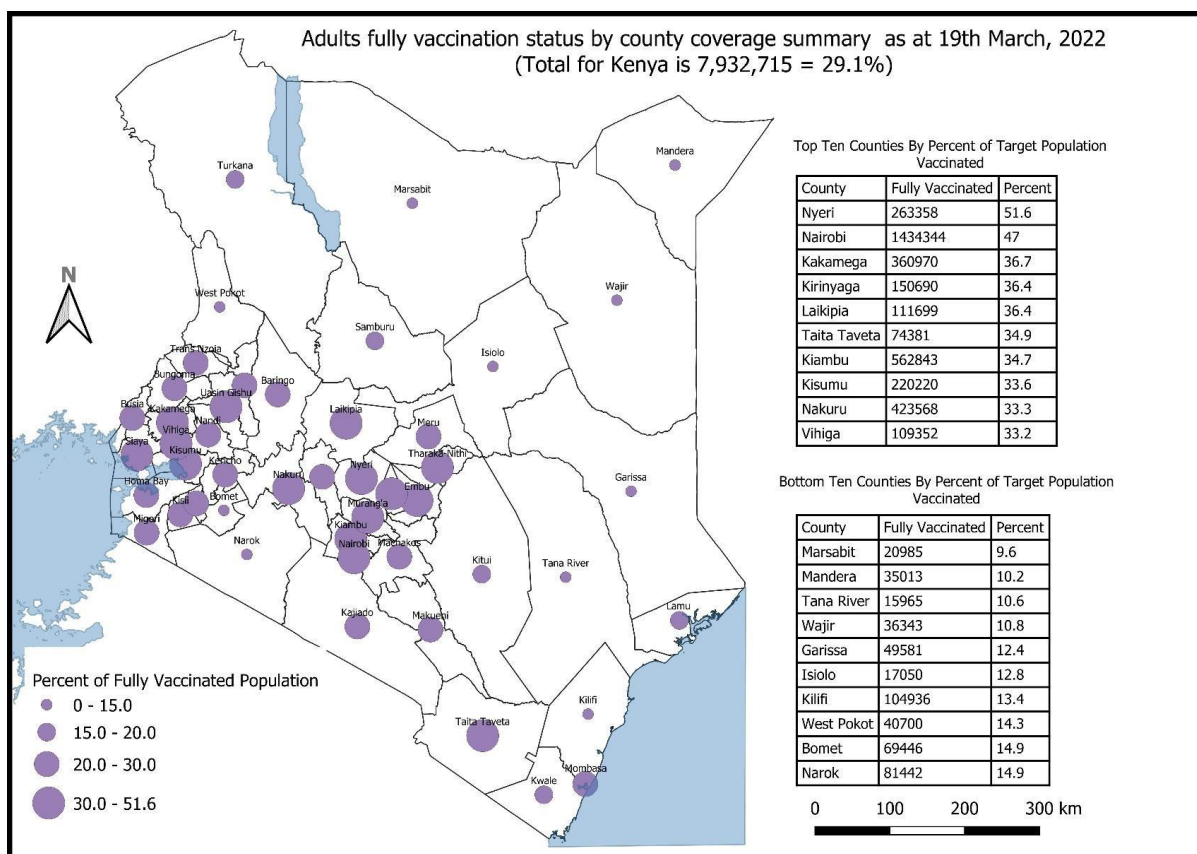 Adults fully vaccination status by county coverage summary as at 19th March, 2022
(Total for Kenya is 7,932,715 = 29.1%)
Turkana
Marsabit
Mandera
West Pokot
Wajir
Samburu
Isiolo
Trans Nzoia
Bungoma
Uasin Gishu
Baringo
Busia
Kakamega
Laikipia
Vihiga
Nandi
Meru
Siaya
Kisumu
Tharaka-Nithi
Kericho
Nakuru
Nyeri
Garissa
Homa Bay
Bomet
Embu
Kisii
Murang'a
Migori
Kiambu
Narok
Nairobi
Machakos
Kitui
Tana River
Kajiado
Makueni
Lamu
Kilifi
Taita Taveta
Kwale
Mombasa
N
Percent of Fully Vaccinated Population
0 - 15.0
15.0 - 20.0
20.0 - 30.0
30.0 - 51.6
Top Ten Counties By Percent of Target Population
Vaccinated
County Fully Vaccinated Percent
Nyeri 263358 51.6
Nairobi 1434344 47
Kakamega 360970 36.7
Kirinyaga 150690 36.4
Laikipia 111699 36.4
Taita Taveta 74381 34.9
Kiambu 562843 34.7
Kisumu 220220 33.6
Nakuru 423568 33.3
Vihiga 109352 33.2
Bottom Ten Counties By Percent of Target Population
Vaccinated
County Fully Vaccinated Percent
Marsabit 20985 9.6
Mandera 35013 10.2
Tana River 15965 10.6
Wajir 36343 10.8
Garissa 49581 12.4
Isiolo 17050 12.8
Kilifi 104936 13.4
West Pokot 40700 14.3
Bomet 69446 14.9
Narok 81442 14.9
0 100 200 300 km